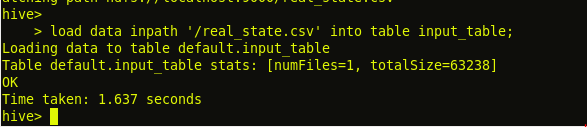 hive>
    > load data inpath '/real_state.csv' into table input_table;
Loading data to table default.input_table
Table default.input_table stats: [numFiles=1, totalSize=63238]
OK
Time taken: 1.637 seconds
hive>